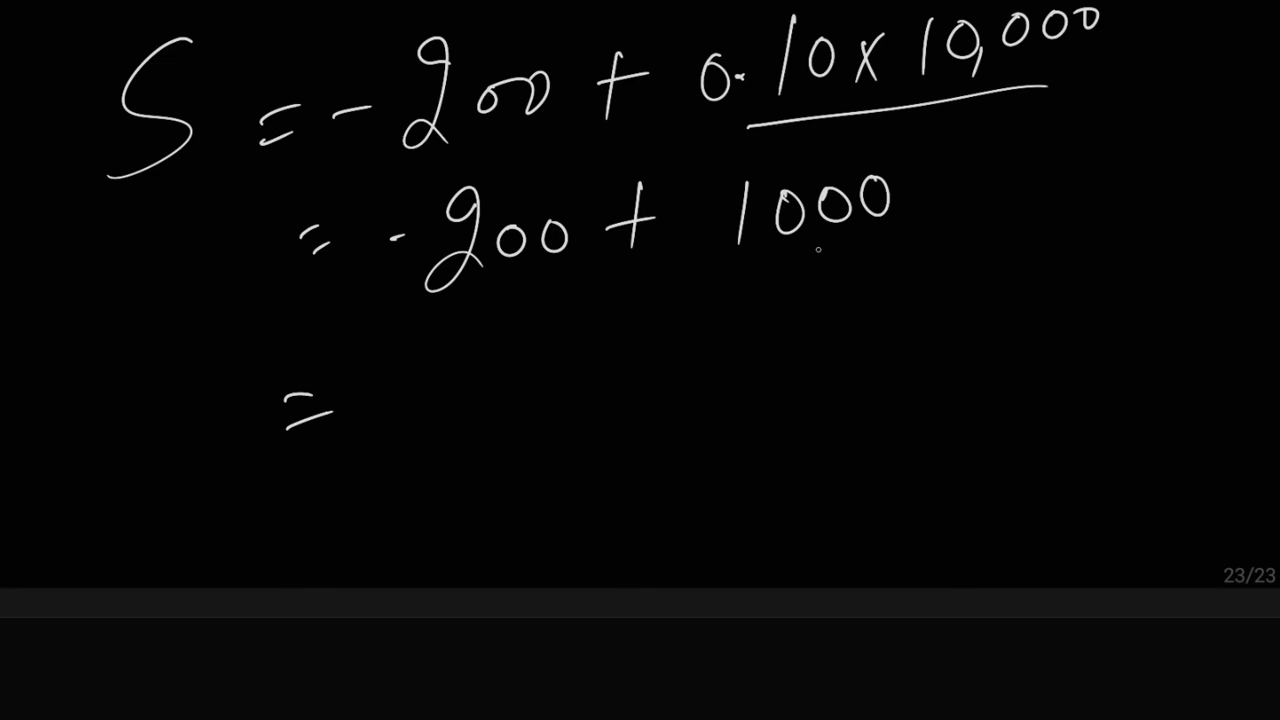 S = -200 + 0.10 x 10,000
= -200 + 1000
=
23/23